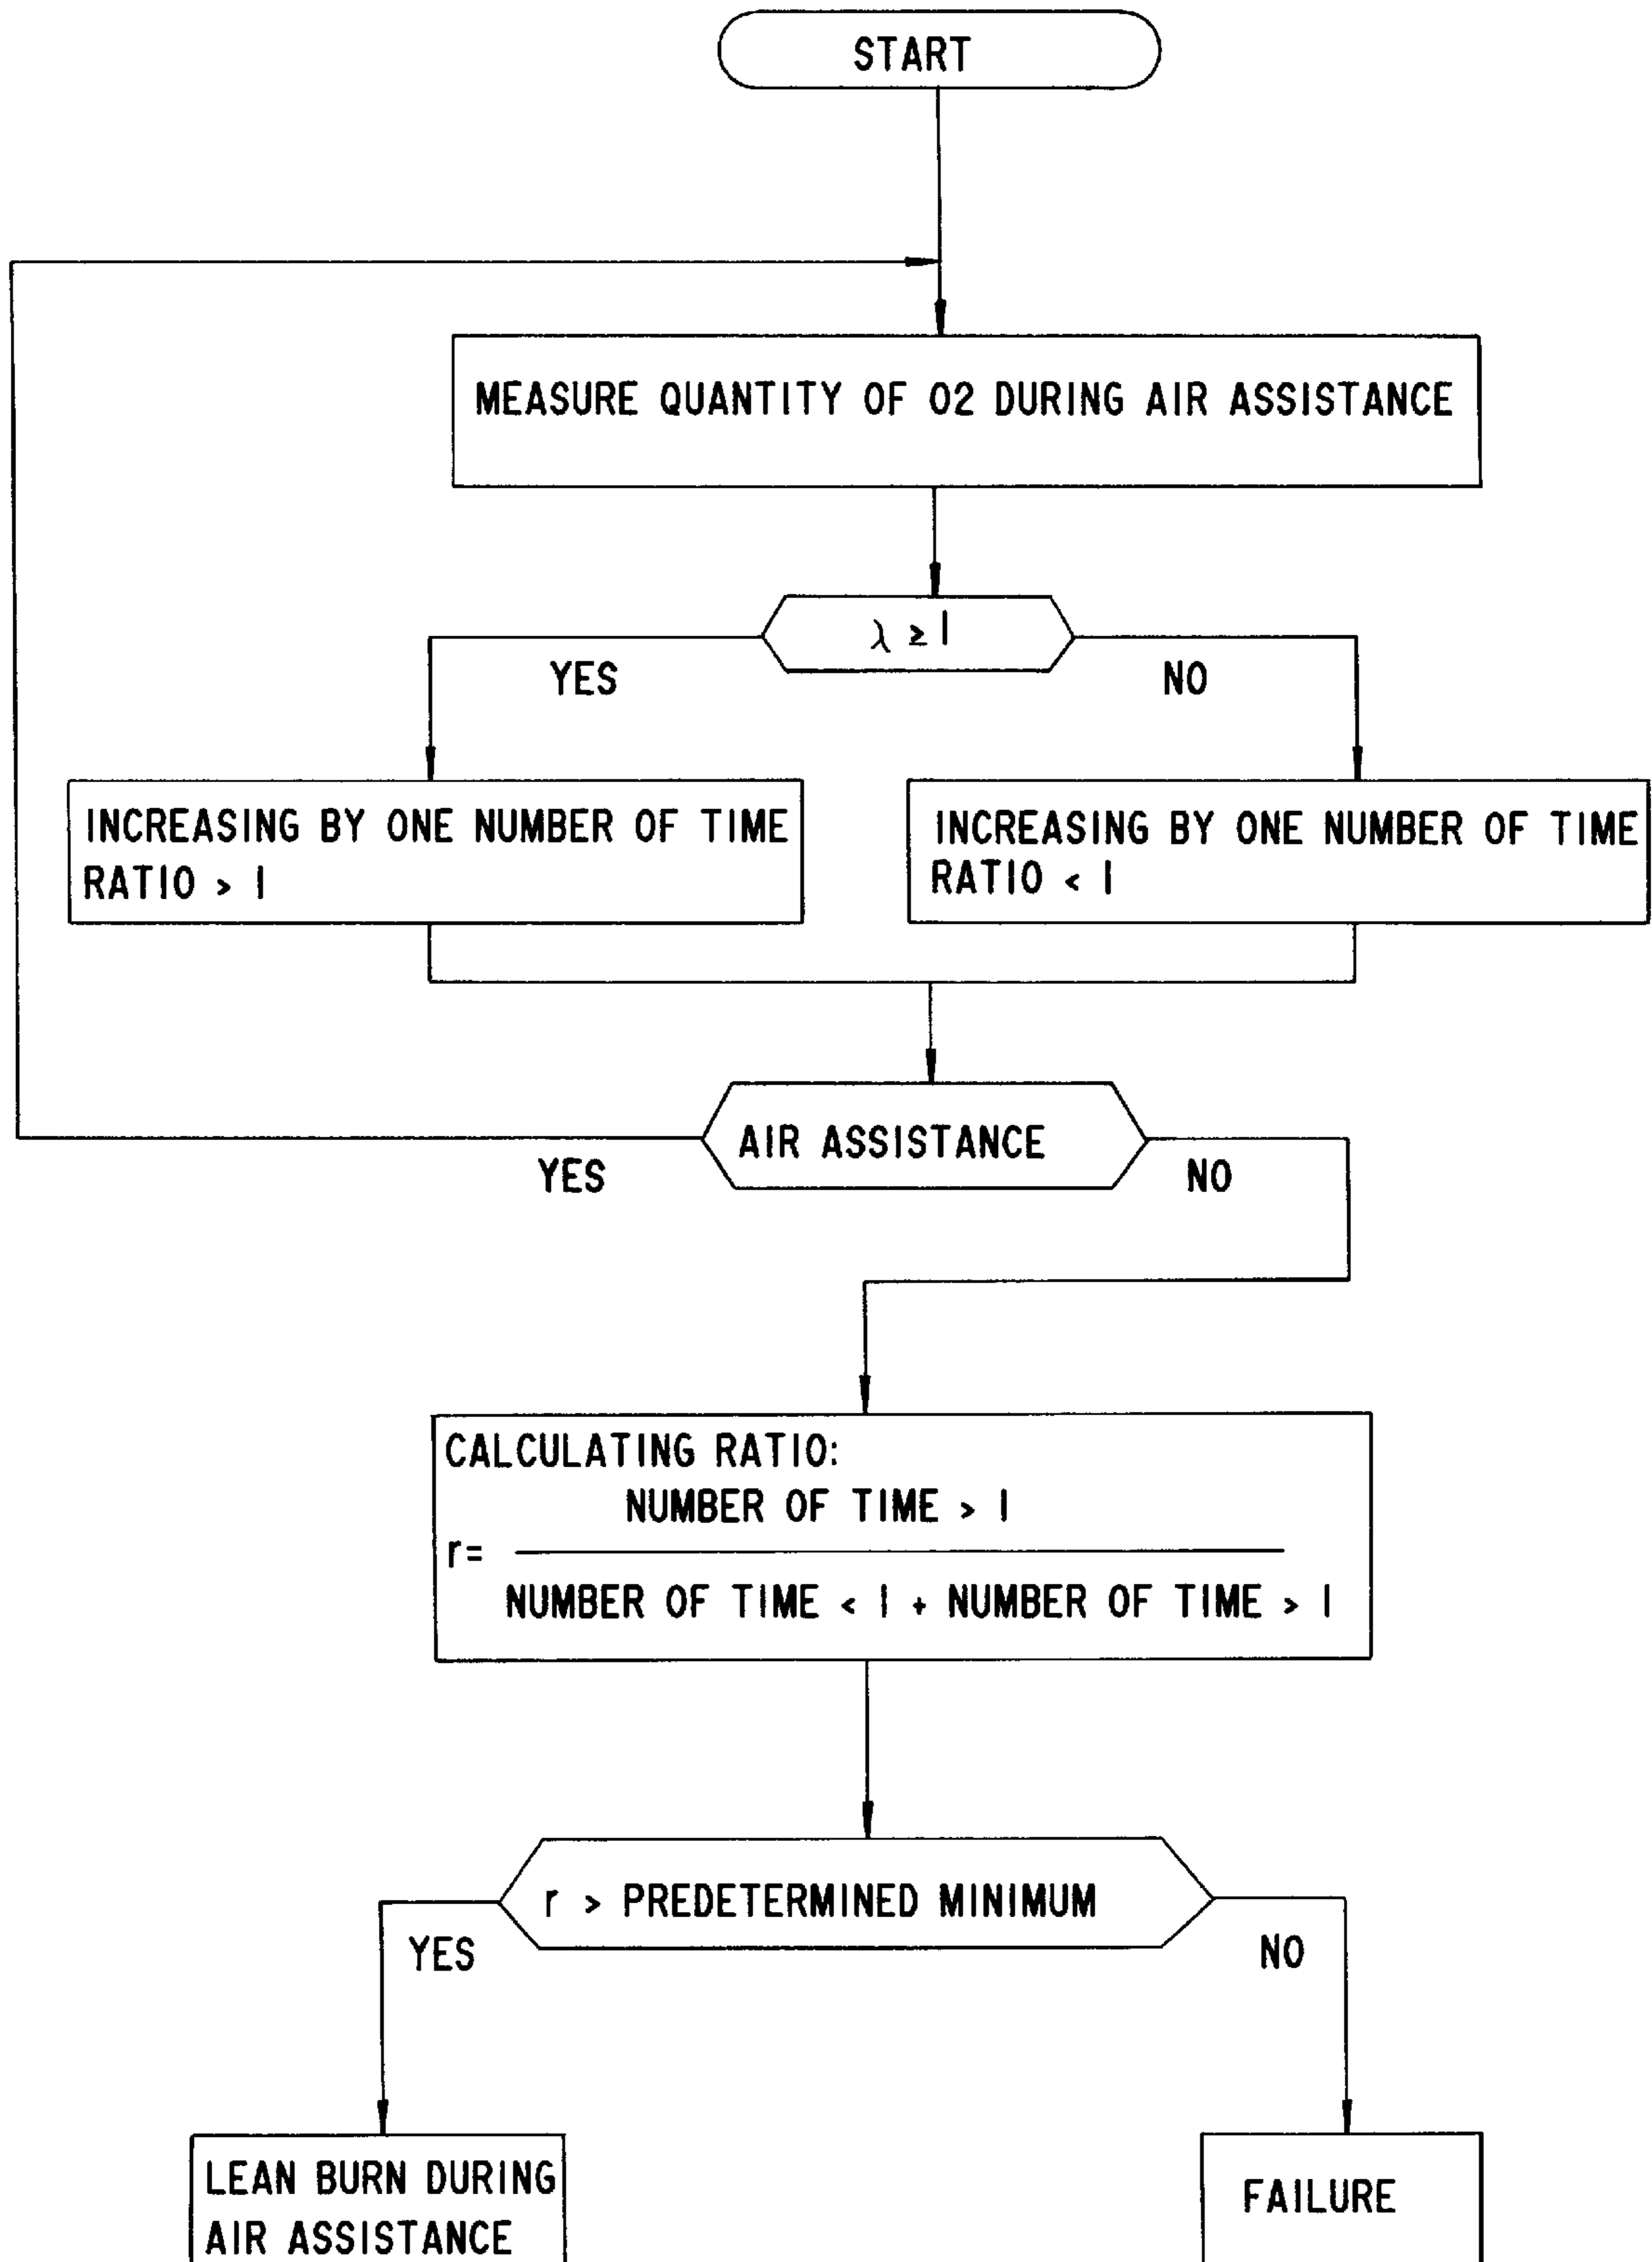 START
MEASURE QUANTITY OF O2 DURING AIR ASSISTANCE
λ ≥ 1
YES
NO
INCREASING BY ONE NUMBER OF TIME
RATIO > 1
INCREASING BY ONE NUMBER OF TIME
RATIO < 1
AIR ASSISTANCE
YES
NO
CALCULATING RATIO:
NUMBER OF TIME > 1
r=
NUMBER OF TIME < 1 + NUMBER OF TIME > 1
r > PREDETERMINED MINIMUM
YES
NO
LEAN BURN DURING
AIR ASSISTANCE
FAILURE